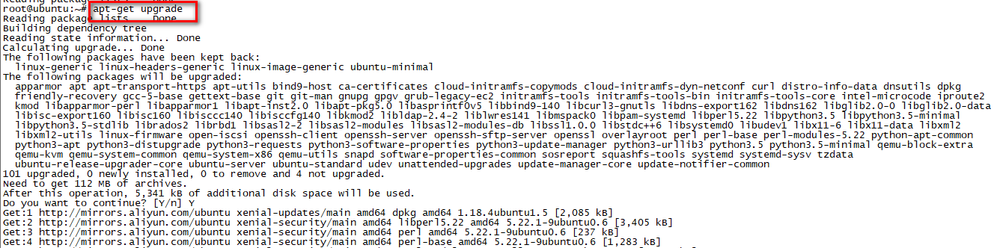 Reading package lists... Done
root@ubuntu:~# apt-get upgrade
Reading package lists... Done
Building dependency tree
Reading state information... Done
Calculating upgrade... Done
The following packages have been kept back:
linux-generic linux-headers-generic linux-image-generic ubuntu-minimal
The following packages will be upgraded:
apparmor apt apt-transport-https apt-utils bind9-host ca-certificates cloud-initramfs-copymods cloud-initramfs-dyn-netconf curl distro-info-data dnsutils dpkg
friendly-recovery gcc-5-base gettext-base git git-man gnupg gpgv grub-legacy-ec2 initramfs-tools initramfs-tools-bin initramfs-tools-core intel-microcode iproute2
kmod libapparmor-perl libapparmor1 libapt-inst2.0 libapt-pkg5.0 libasprintf0v5 libbind9-140 libcurl3-gnutls libdns-export162 libdns162 libglib2.0-0 libglib2.0-data
libisc-export160 libisc160 libisccc140 libisccfg140 libkmod2 libldap-2.4-2 liblwres141 libmspack0 libpam-systemd libperl5.22 libpython3.5 libpython3.5-minimal
libpython3.5-stdlib librados2 librbd1 libsasl2-2 libsasl2-modules libsasl2-modules-db libssl1.0.0 libstdc++6 libsystemd0 libudev1 libx11-6 libx11-data libxml2
libxml2-utils linux-firmware open-iscsi openssh-client openssh-server openssh-sftp-server openssl overlayroot perl perl-base perl-modules-5.22 python-apt-common
python3-apt python3-distupgrade python3-requests python3-software-properties python3-update-manager python3-urllib3 python3.5 python3.5-minimal qemu-block-extra
qemu-kvm qemu-system-common qemu-system-x86 qemu-utils snapd software-properties-common sosreport squashfs-tools systemd systemd-sysv tzdata
ubuntu-release-upgrader-core ubuntu-server ubuntu-standard udev unattended-upgrades update-manager-core update-notifier-common
101 upgraded, 0 newly installed, 0 to remove and 4 not upgraded.
Need to get 112 MB of archives.
After this operation, 5,341 kB of additional disk space will be used.
Do you want to continue? [Y/n] Y
Get:1 http://mirrors.aliyun.com/ubuntu xenial-updates/main amd64 dpkg amd64 1.18.4ubuntu1.5 [2,085 kB]
Get:2 http://mirrors.aliyun.com/ubuntu xenial-security/main amd64 libperl5.22 amd64 5.22.1-9ubuntu0.6 [3,405 kB]
Get:3 http://mirrors.aliyun.com/ubuntu xenial-security/main amd64 perl amd64 5.22.1-9ubuntu0.6 [237 kB]
Get:4 http://mirrors.aliyun.com/ubuntu xenial-security/main amd64 perl-base amd64 5.22.1-9ubuntu0.6 [1,283 kB]